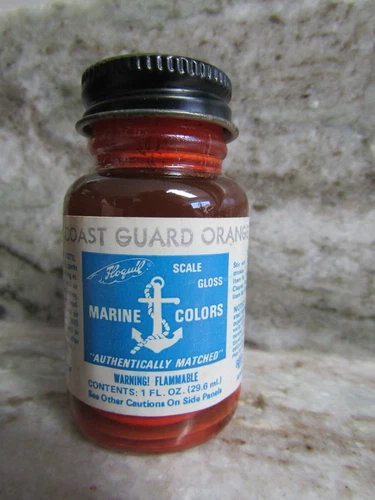 COAST GUARD ORANGE
Floquil
SCALE
GLOSS
MARINE COLORS
"AUTHENTICALLY MATCHED"
WARNING! FLAMMABLE
CONTENTS: 1 FL. OZ. (29.6 ml.)
See Other Cautions On Side Panels